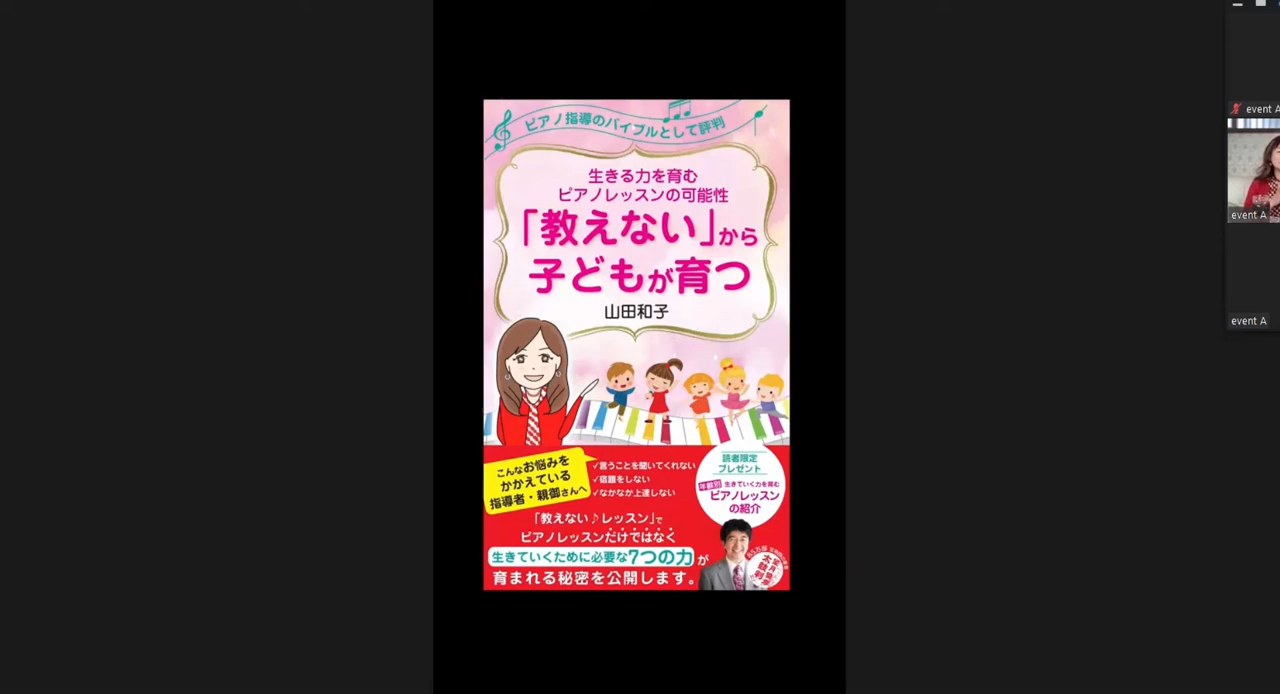 ピアノ指導のバイブルとして評判
生きる力を育む
ピアノレッスンの可能性
「教えない」から
子どもが育つ
山田和子
こんなお悩みを
かかえている
指導者・親御さんへ
✓言うことを聞いてくれない
✓宿題をしない
✓なかなか上達しない
読者限定
プレゼント
年齢別 生きていく力を育む
ピアノレッスン
の紹介
「教えない♪レッスン」で
ピアノレッスンだけではなく
生きていくために必要な7つの力が
育まれる秘密を公開します。
太鼓判
event A
event A
event A